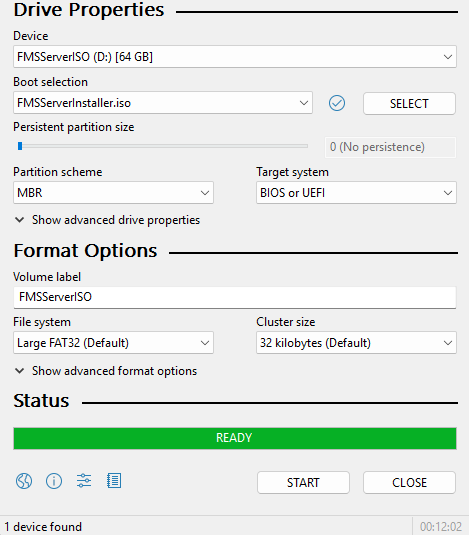 Drive Properties
Device
FMSServerISO (D:) [64 GB]
Boot selection
FMSServerInstaller.iso
SELECT
Persistent partition size
0 (No persistence)
Partition scheme
Target system
MBR
BIOS or UEFI
Show advanced drive properties
Format Options
Volume label
FMSServerISO
File system
Cluster size
Large FAT32 (Default)
32 kilobytes (Default)
Show advanced format options
Status
READY
START
CLOSE
1 device found
00:12:02